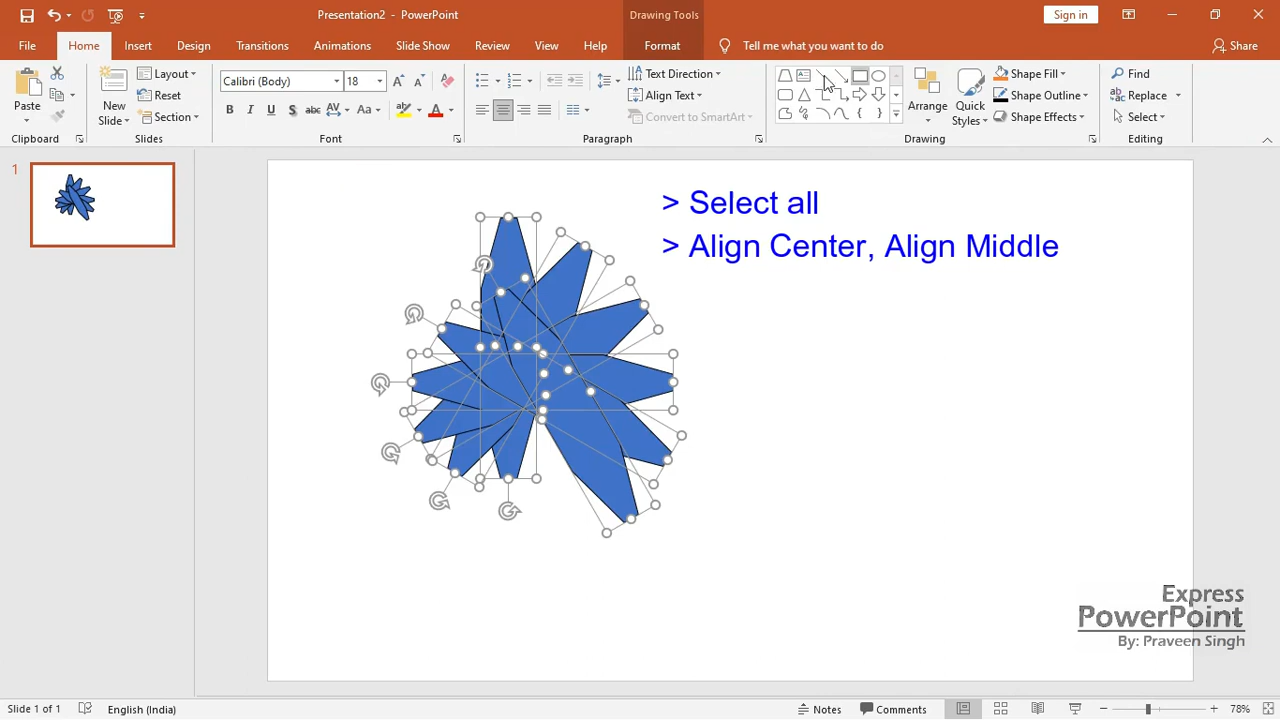 Presentation2 - PowerPoint
Drawing Tools
Sign in
File
Home
Insert
Design
Transitions
Animations
Slide Show
Review
View
Help
Format
Tell me what you want to do
Share
Paste
Clipboard
New
Slide
Layout
Reset
Section
Slides
Calibri (Body)
18
B I U S abc AV Aa A
Font
Text Direction
Align Text
Convert to SmartArt
Paragraph
Arrange
Quick
Styles
Shape Fill
Shape Outline
Shape Effects
Drawing
Find
Replace
Select
Editing
1
> Select all
> Align Center, Align Middle
Express
PowerPoint
By: Praveen Singh
Slide 1 of 1
English (India)
Notes
Comments
78%